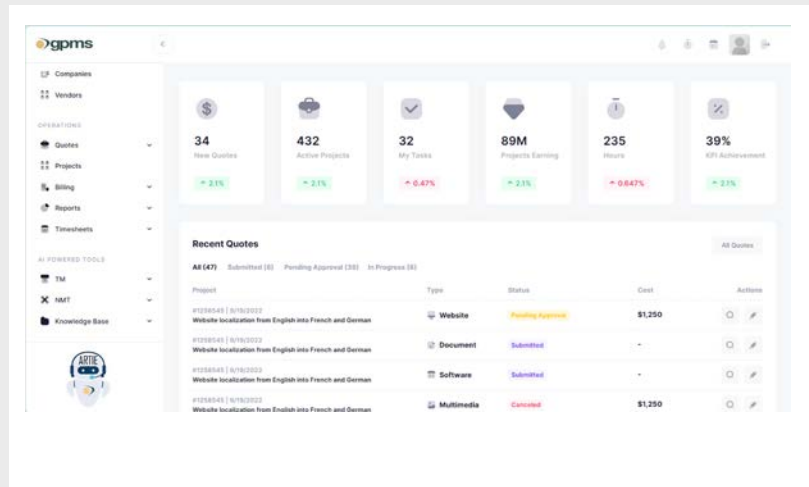 gpms
Companies
Vendors
OPERATIONS
Quotes
Projects
Billing
Reports
Timesheets
AI POWERED TOOLS
TM
NMT
Knowledge Base
ARTIE
34
New Quotes
^ 2.1%
432
Active Projects
^ 2.1%
32
My Tasks
^ 0.47%
89M
Projects Earning
^ 2.1%
235
Hours
^ 0.647%
39%
KPI Achievement
^ 2.1%
Recent Quotes
All Quotes
All (47) Submitted (6) Pending Approval (35) In Progress (6)
Project Type Status Cost Actions
#1258545 | 9/19/2022
Website localization from English into French and German
Website Pending Approval $1,250
#1258545 | 9/19/2022
Website localization from English into French and German
Document Submitted -
#1258545 | 9/19/2022
Website localization from English into French and German
Software Submitted -
#1258545 | 9/19/2022
Website localization from English into French and German
Multimedia Canceled $1,250